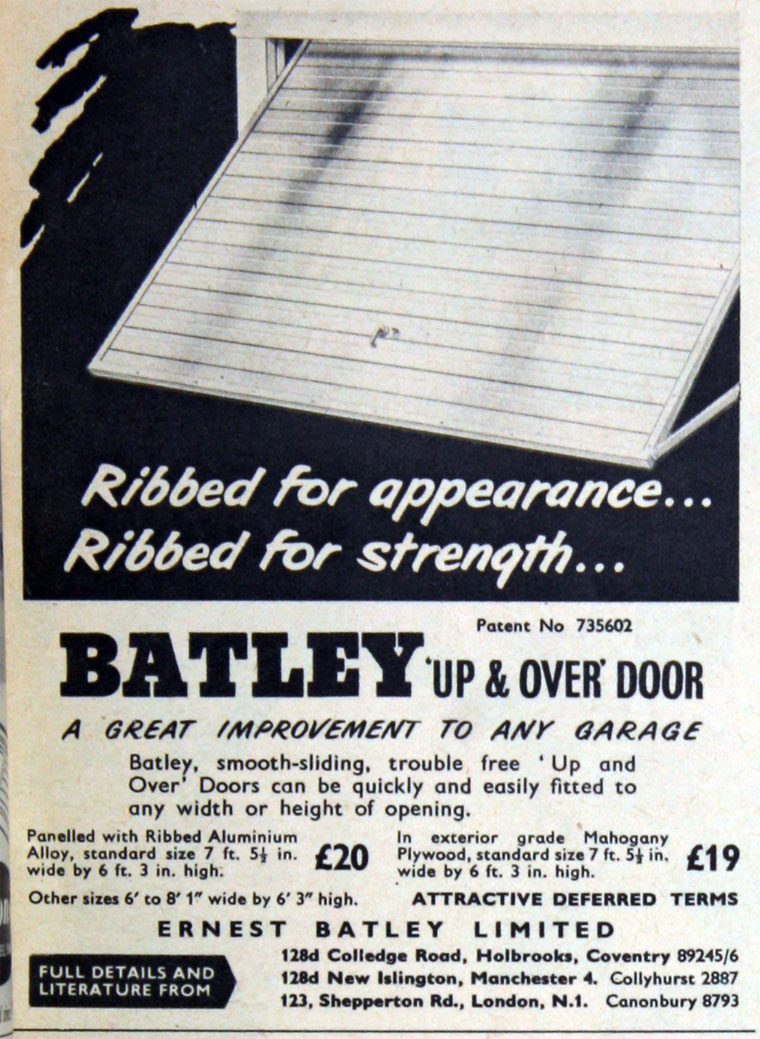 Ribbed for appearance...
Ribbed for strength...
Patent No 735602
BATLEY 'UP & OVER' DOOR
A GREAT IMPROVEMENT TO ANY GARAGE
Batley, smooth-sliding, trouble free 'Up and
Over' Doors can be quickly and easily fitted to
any width or height of opening.
Panelled with Ribbed Aluminium
Alloy, standard size 7 ft. 5½ in.
wide by 6 ft. 3 in. high.
£20
In exterior grade Mahogany
Plywood, standard size 7 ft. 5½ in.
wide by 6 ft. 3 in. high.
£19
Other sizes 6' to 8' 1" wide by 6' 3" high.
ATTRACTIVE DEFERRED TERMS
ERNEST BATLEY LIMITED
FULL DETAILS AND
LITERATURE FROM
128d Colledge Road, Holbrooks, Coventry 89245/6
128d New Islington, Manchester 4. Collyhurst 2887
123, Shepperton Rd., London, N.1. Canonbury 8793